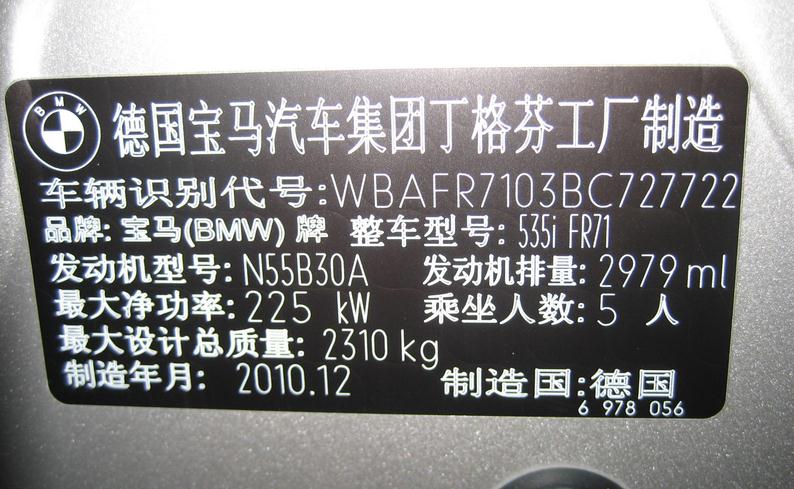 BMW 德国宝马汽车集团丁格芬工厂制造
车辆识别代号:WBAFR7103BC727722
品牌: 宝马(BMW) 牌 整车型号: 535i FR71
发动机型号: N55B30A 发动机排量: 2979 ml
最大净功率: 225 kW 乘坐人数: 5 人
最大设计总质量: 2310 kg
制造年月: 2010.12 制造国: 德国
6 978 056